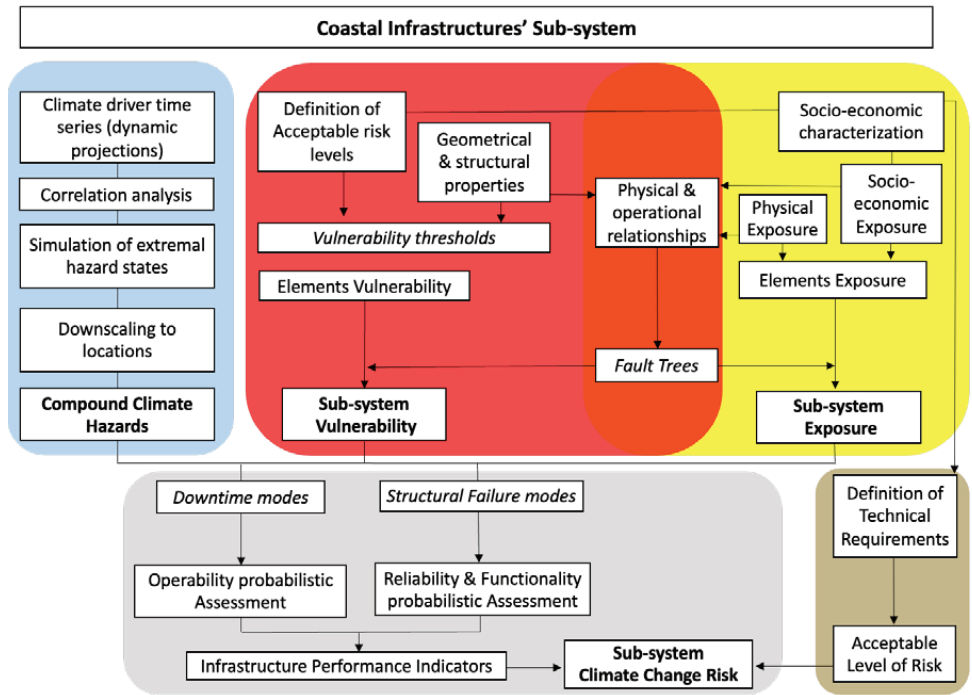 Coastal Infrastructures’ Sub-system
Climate driver time
series (dynamic
projections)
Correlation analysis
Simulation of extremal
hazard states
Downscaling to
locations
Compound Climate
Hazards
Definition of
Acceptable risk
levels
Geometrical
& structural
properties
Vulnerability thresholds
Elements Vulnerability
Sub-system
Vulnerability
Physical &
operational
relationships
Fault Trees
Socio-economic
characterization
Physical
Exposure
Socio-
economic
Exposure
Elements Exposure
Sub-system
Exposure
Downtime modes
Structural Failure modes
Operability probabilistic
Assessment
Reliability & Functionality
probabilistic Assessment
Infrastructure Performance Indicators
Sub-system
Climate Change Risk
Definition of
Technical
Requirements
Acceptable
Level of Risk